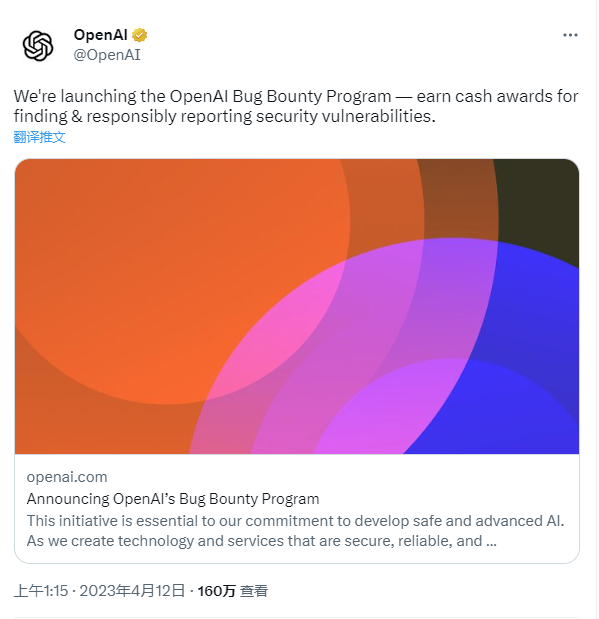 OpenAI
@OpenAI
We're launching the OpenAI Bug Bounty Program — earn cash awards for
finding & responsibly reporting security vulnerabilities.
翻译推文
openai.com
Announcing OpenAI’s Bug Bounty Program
This initiative is essential to our commitment to develop safe and advanced AI.
As we create technology and services that are secure, reliable, and ...
上午1:15 · 2023年4月12日 · 160万 查看